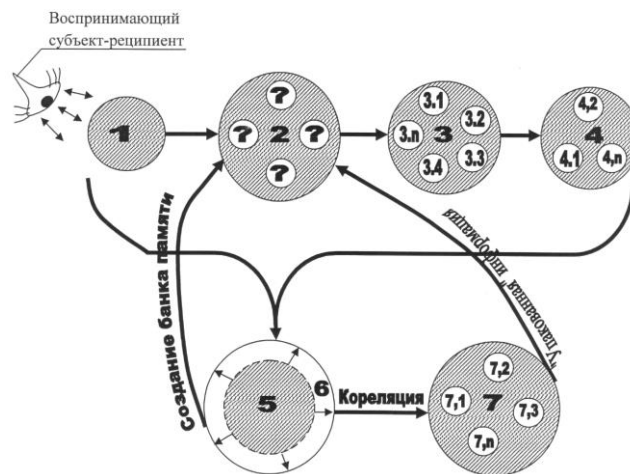 Воспринимающий
субъект-реципиент
1
? ? 2 ? ?
3.1
3.2
3.n 3
3.4 3.3
4,2
4
4.1 4,n
Создание банка памяти
"Упакованная" информация
5
6
Кореляция
7,2
7,1 7 7,3
7,n